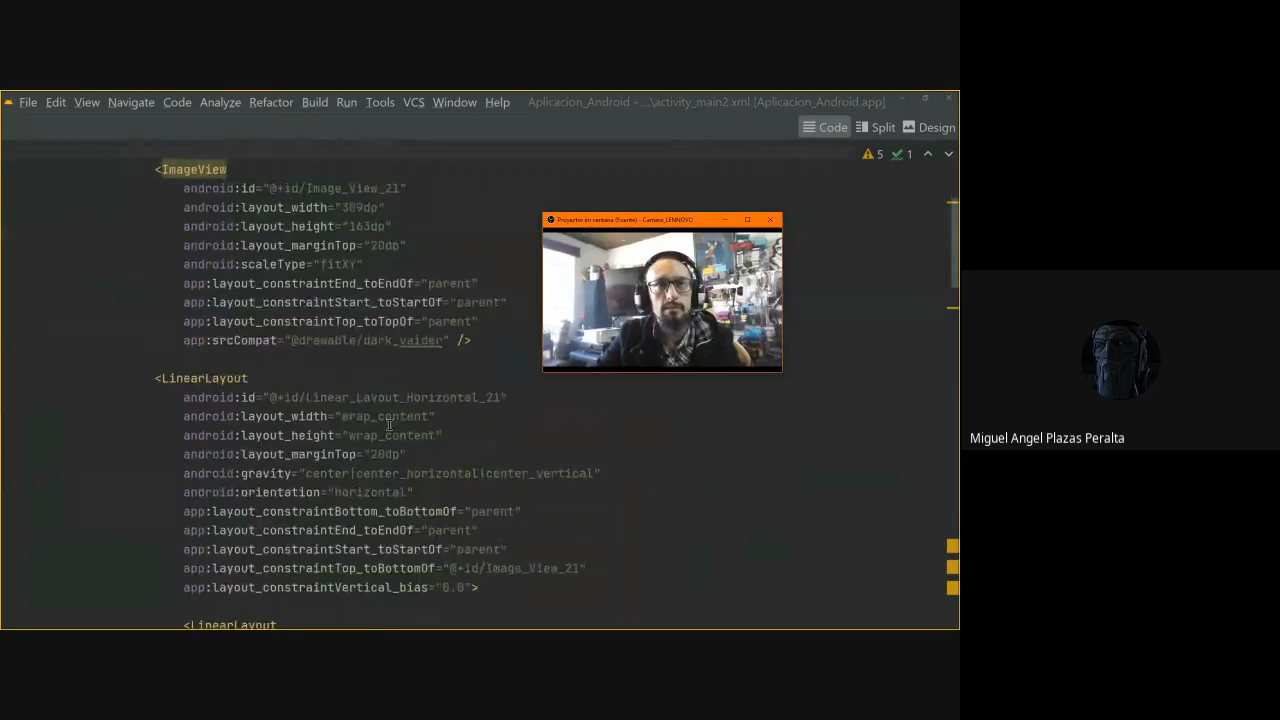 File Edit View Navigate Code Analyze Refactor Build Run Tools VCS Window Help Aplicacion_Android - ...\activity_main2.xml [Aplicacion_Android.app]
Code Split Design
5 1
<ImageView
android:id="@+id/Image_View_21"
android:layout_width="309dp"
android:layout_height="163dp"
android:layout_marginTop="20dp"
android:scaleType="fitXY"
app:layout_constraintEnd_toEndOf="parent"
app:layout_constraintStart_toStartOf="parent"
app:layout_constraintTop_toTopOf="parent"
app:srcCompat="@drawable/dark_vaider" />
<LinearLayout
android:id="@+id/Linear_Layout_Horizontal_21"
android:layout_width="wrap_content"
android:layout_height="wrap_content"
android:layout_marginTop="20dp"
android:gravity="center|center_horizontal|center_vertical"
android:orientation="horizontal"
app:layout_constraintBottom_toBottomOf="parent"
app:layout_constraintEnd_toEndOf="parent"
app:layout_constraintStart_toStartOf="parent"
app:layout_constraintTop_toBottomOf="@+id/Image_View_21"
app:layout_constraintVertical_bias="0.0">
<LinearLayout
Proyector en ventana (Fuente) - Camara_LENNOVO
Miguel Angel Plazas Peralta